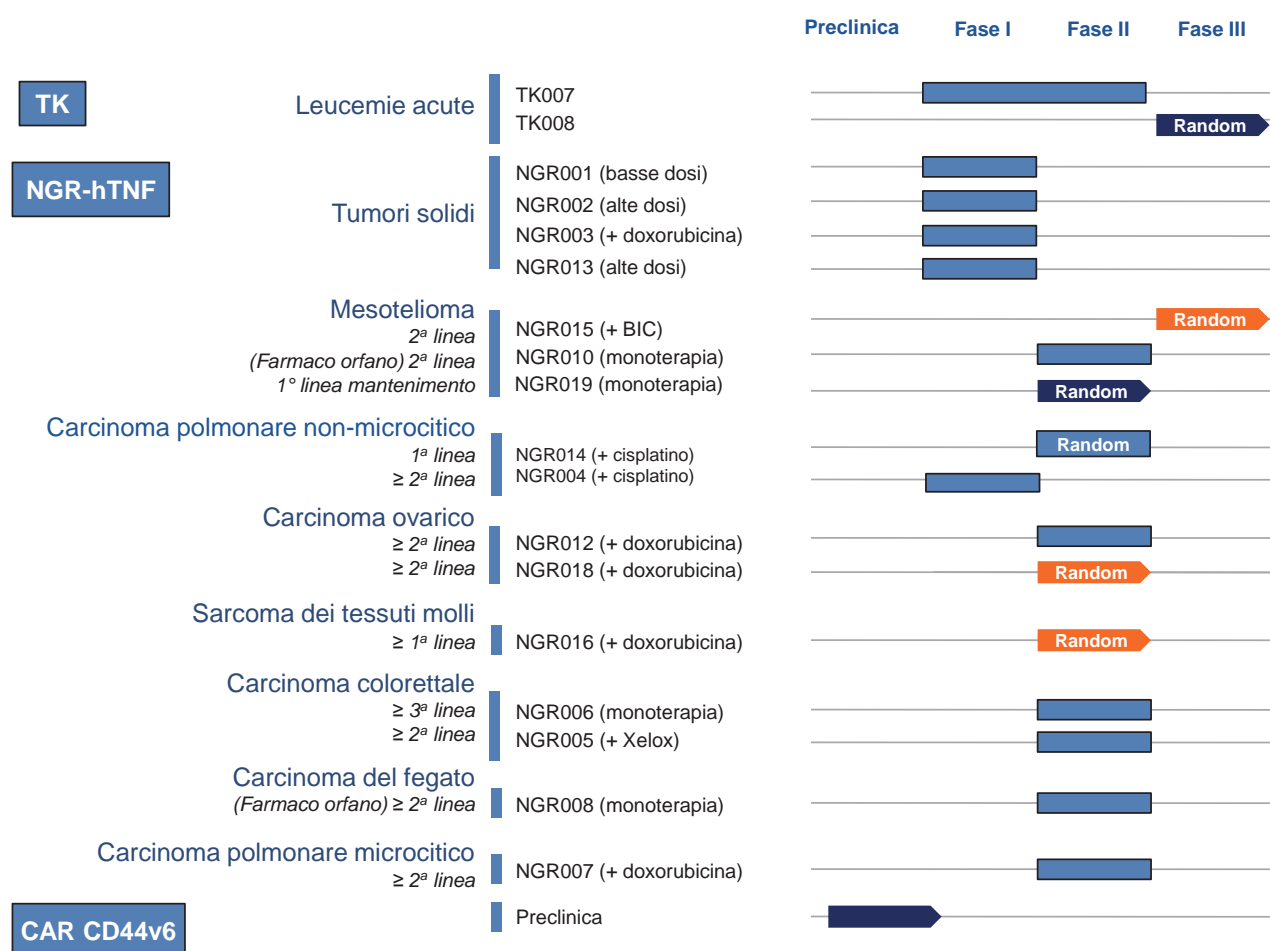 Preclinica Fase I Fase II Fase III
TK
Leucemie acute
TK007
TK008
Random
NGR-hTNF
Tumori solidi
NGR001 (basse dosi)
NGR002 (alte dosi)
NGR003 (+ doxorubicina)
NGR013 (alte dosi)
Mesotelioma
2ª linea
(Farmaco orfano) 2ª linea
1° linea mantenimento
NGR015 (+ BIC)
NGR010 (monoterapia)
NGR019 (monoterapia)
Random
Random
Carcinoma polmonare non-microcitico
1ª linea
≥ 2ª linea
NGR014 (+ cisplatino)
NGR004 (+ cisplatino)
Random
Carcinoma ovarico
≥ 2ª linea
≥ 2ª linea
NGR012 (+ doxorubicina)
NGR018 (+ doxorubicina)
Random
Sarcoma dei tessuti molli
≥ 1ª linea
NGR016 (+ doxorubicina)
Random
Carcinoma colorettale
≥ 3ª linea
≥ 2ª linea
NGR006 (monoterapia)
NGR005 (+ Xelox)
Carcinoma del fegato
(Farmaco orfano) ≥ 2ª linea
NGR008 (monoterapia)
Carcinoma polmonare microcitico
≥ 2ª linea
NGR007 (+ doxorubicina)
CAR CD44v6
Preclinica